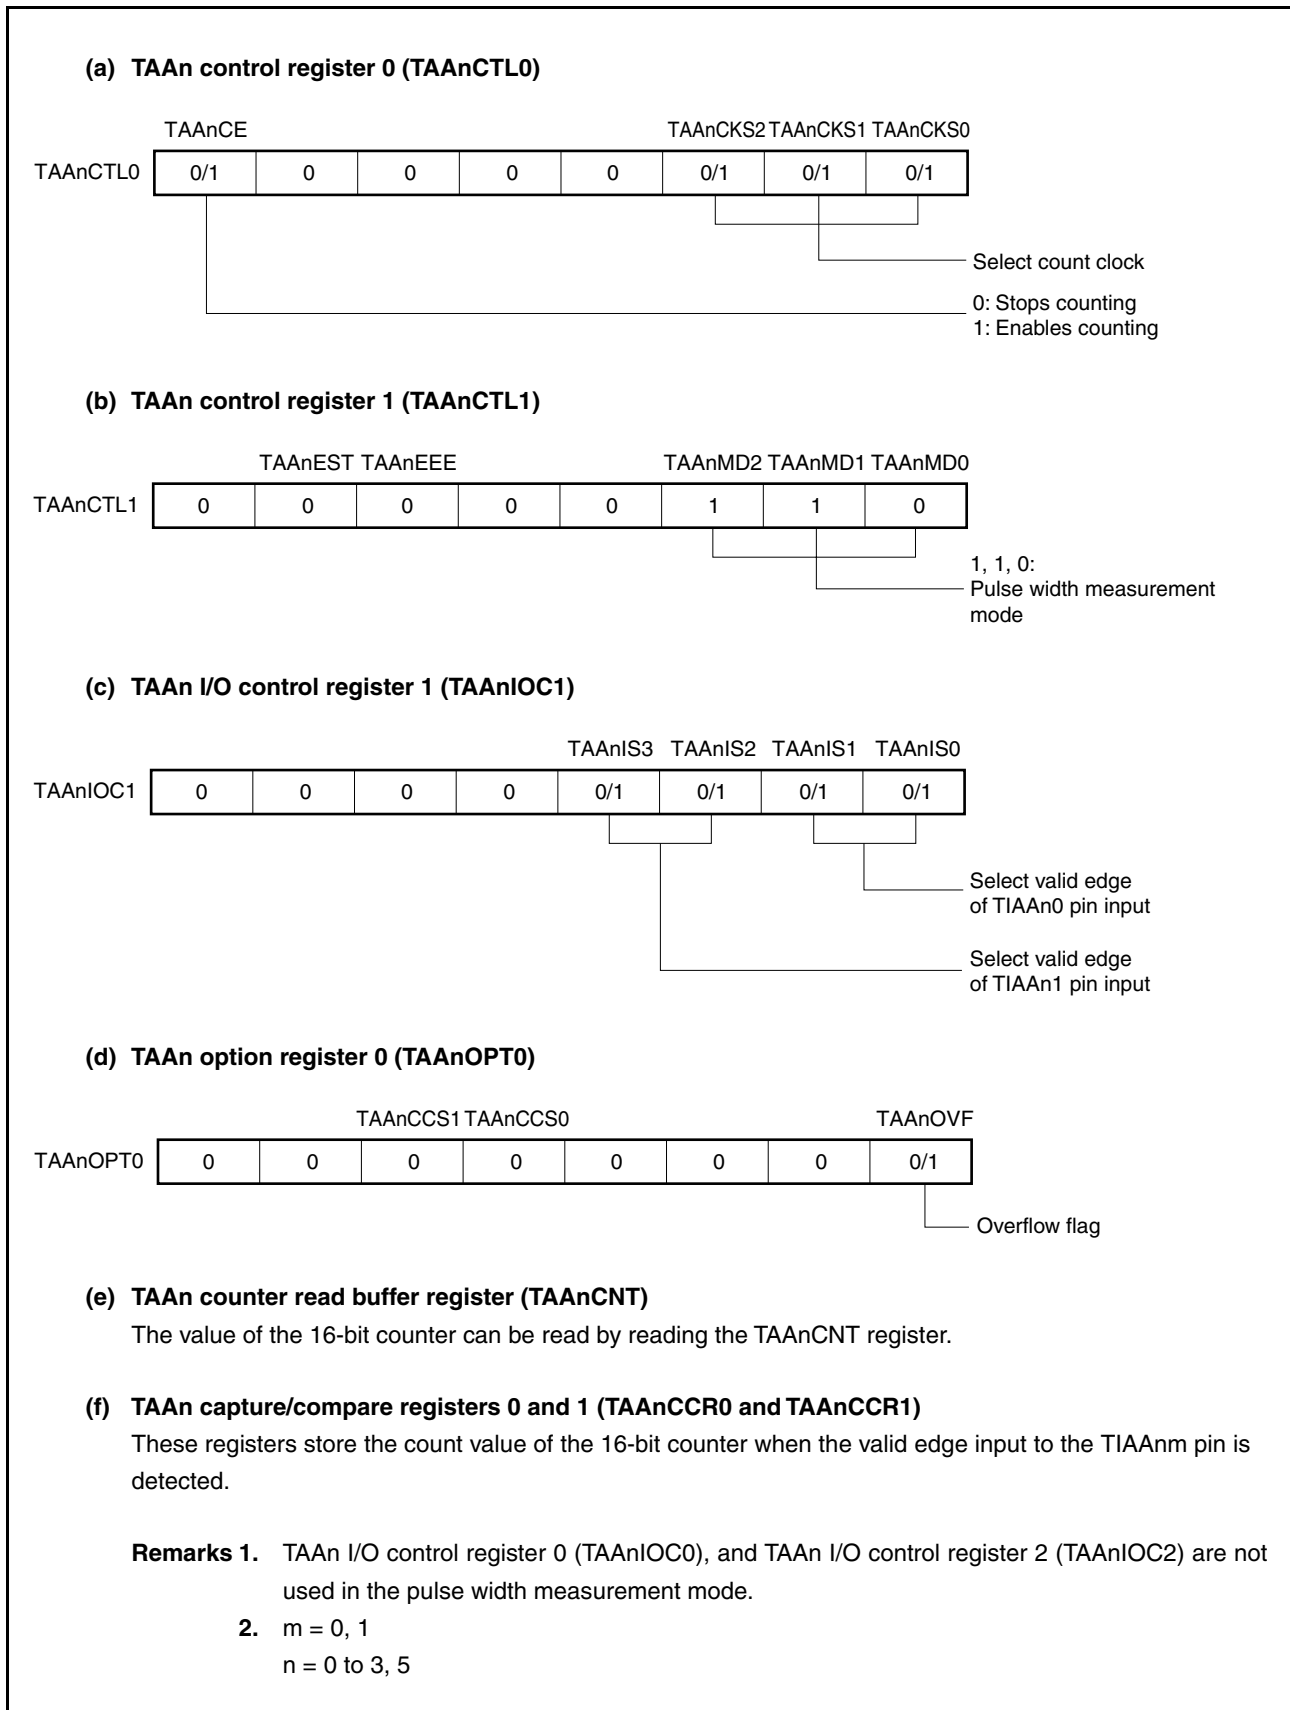 (a) TAAn control register 0 (TAAnCTL0)
TAAnCE TAAnCKS2 TAAnCKS1 TAAnCKS0
TAAnCTL0 0/1 0 0 0 0 0/1 0/1 0/1
Select count clock
0: Stops counting
1: Enables counting
(b) TAAn control register 1 (TAAnCTL1)
TAAnEST TAAnEEE TAAnMD2 TAAnMD1 TAAnMD0
TAAnCTL1 0 0 0 0 0 1 1 0
1, 1, 0:
Pulse width measurement
mode
(c) TAAn I/O control register 1 (TAAnIOC1)
TAAnIS3 TAAnIS2 TAAnIS1 TAAnIS0
TAAnIOC1 0 0 0 0 0/1 0/1 0/1 0/1
Select valid edge
of TIAAn0 pin input
Select valid edge
of TIAAn1 pin input
(d) TAAn option register 0 (TAAnOPT0)
TAAnCCS1 TAAnCCS0 TAAnOVF
TAAnOPT0 0 0 0 0 0 0 0 0/1
Overflow flag
(e) TAAn counter read buffer register (TAAnCNT)
The value of the 16-bit counter can be read by reading the TAAnCNT register.
(f) TAAn capture/compare registers 0 and 1 (TAAnCCR0 and TAAnCCR1)
These registers store the count value of the 16-bit counter when the valid edge input to the TIAAnm pin is
detected.
Remarks 1. TAAn I/O control register 0 (TAAnIOC0), and TAAn I/O control register 2 (TAAnIOC2) are not
used in the pulse width measurement mode.
2. m = 0, 1
n = 0 to 3, 5